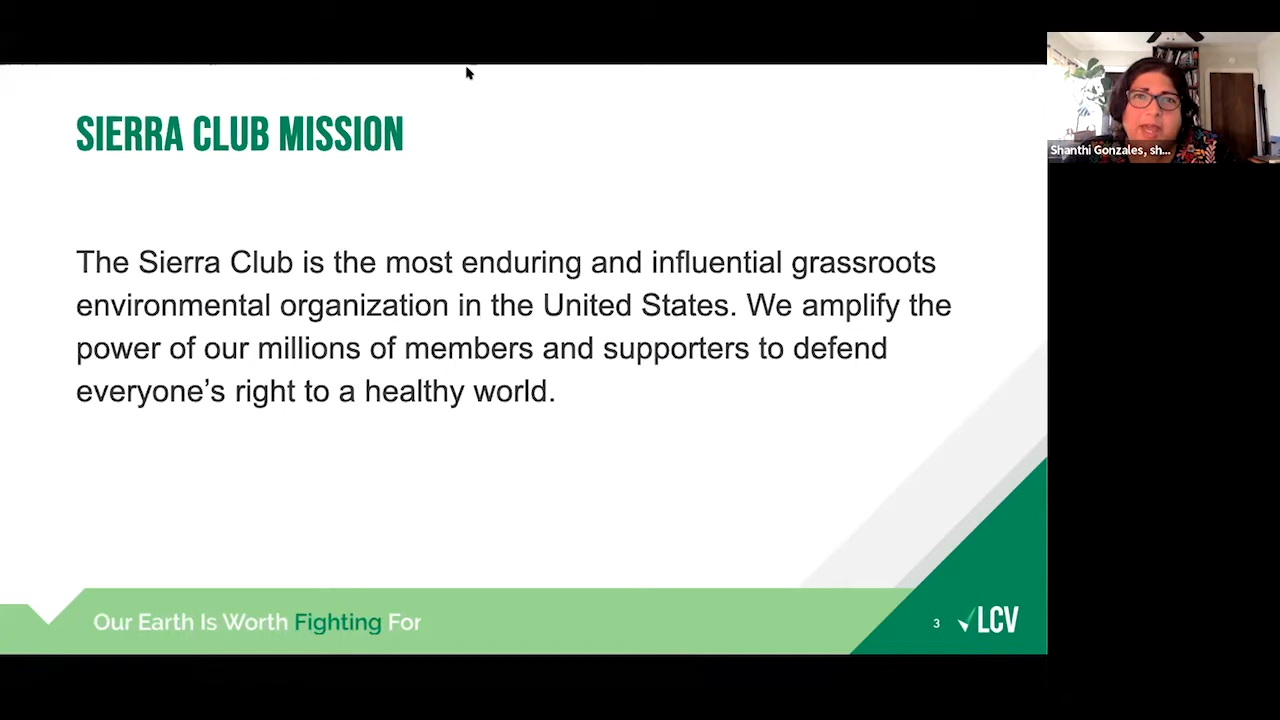 SIERRA CLUB MISSION
The Sierra Club is the most enduring and influential grassroots
environmental organization in the United States. We amplify the
power of our millions of members and supporters to defend
everyone’s right to a healthy world.
Our Earth Is Worth Fighting For
3
LCV
Shanthi Gonzales, sh...